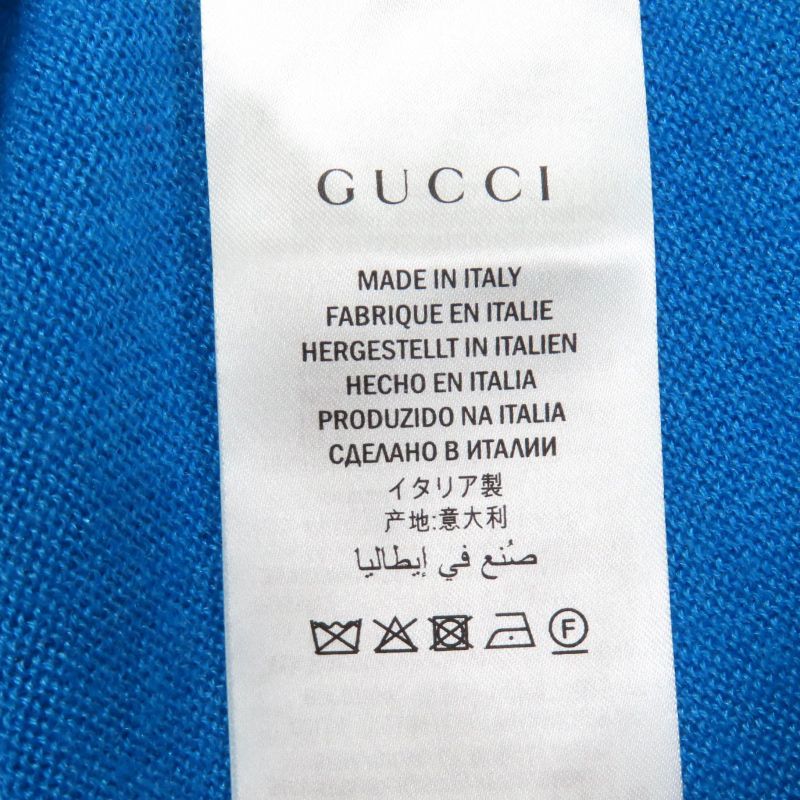 GUCCI
MADE IN ITALY
FABRIQUE EN ITALIE
HERGESTELLT IN ITALIEN
HECHO EN ITALIA
PRODUZIDO NA ITALIA
СДЕЛАНО В ИТАЛИИ
イタリア製
产地:意大利
صُنع في إيطاليا
F